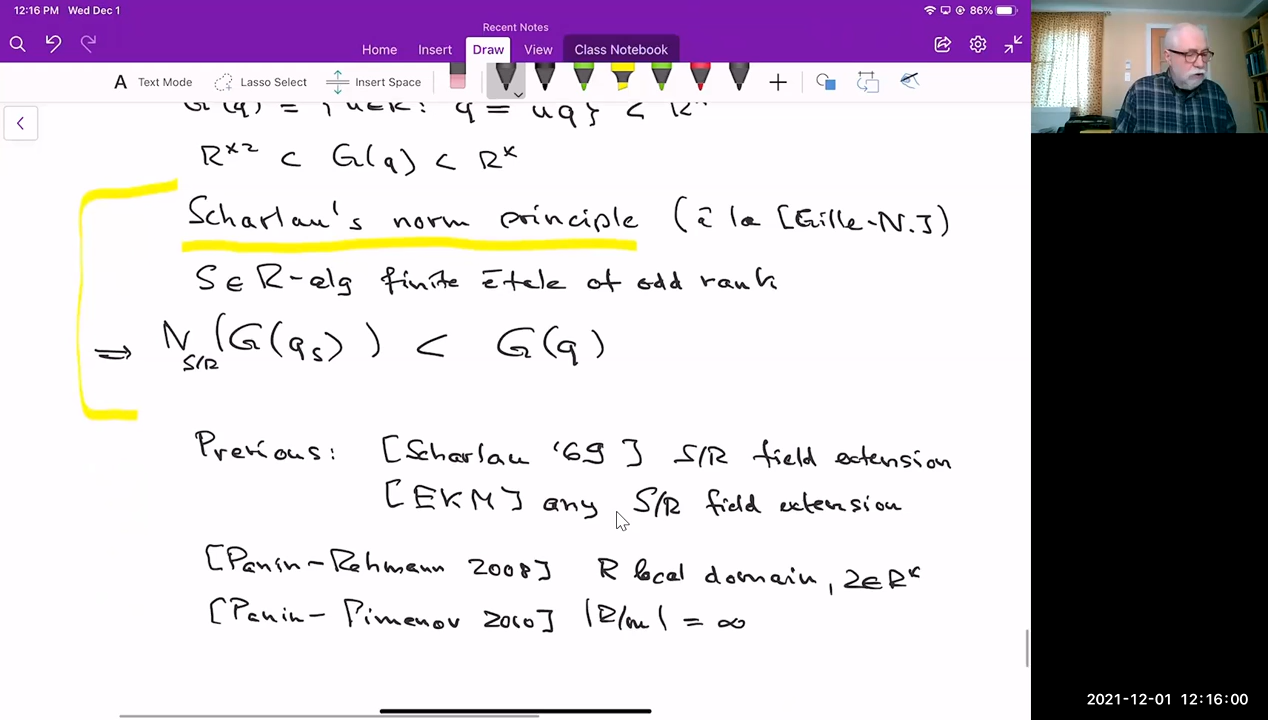 12:16 PM Wed Dec 1
86%
Recent Notes
Home Insert Draw View Class Notebook
Text Mode Lasso Select Insert Space
G(q) = {u∈R: q ≅ uq} < R^×
R^{×2} ⊂ G(q) < R^×
Scharlau's norm principle (à la [Gille-N.])
S∈R-alg finite étale of odd rank
⇒ N_{S/R}(G(q_S)) < G(q)
Previous: [Scharlau '69] S/R field extension
[EKM] any S/R field extension
[Panin-Rehmann 2008] R local domain, 2∈R^×
[Panin-Pimenov 2010] |R/m| = ∞
2021-12-01 12:16:00